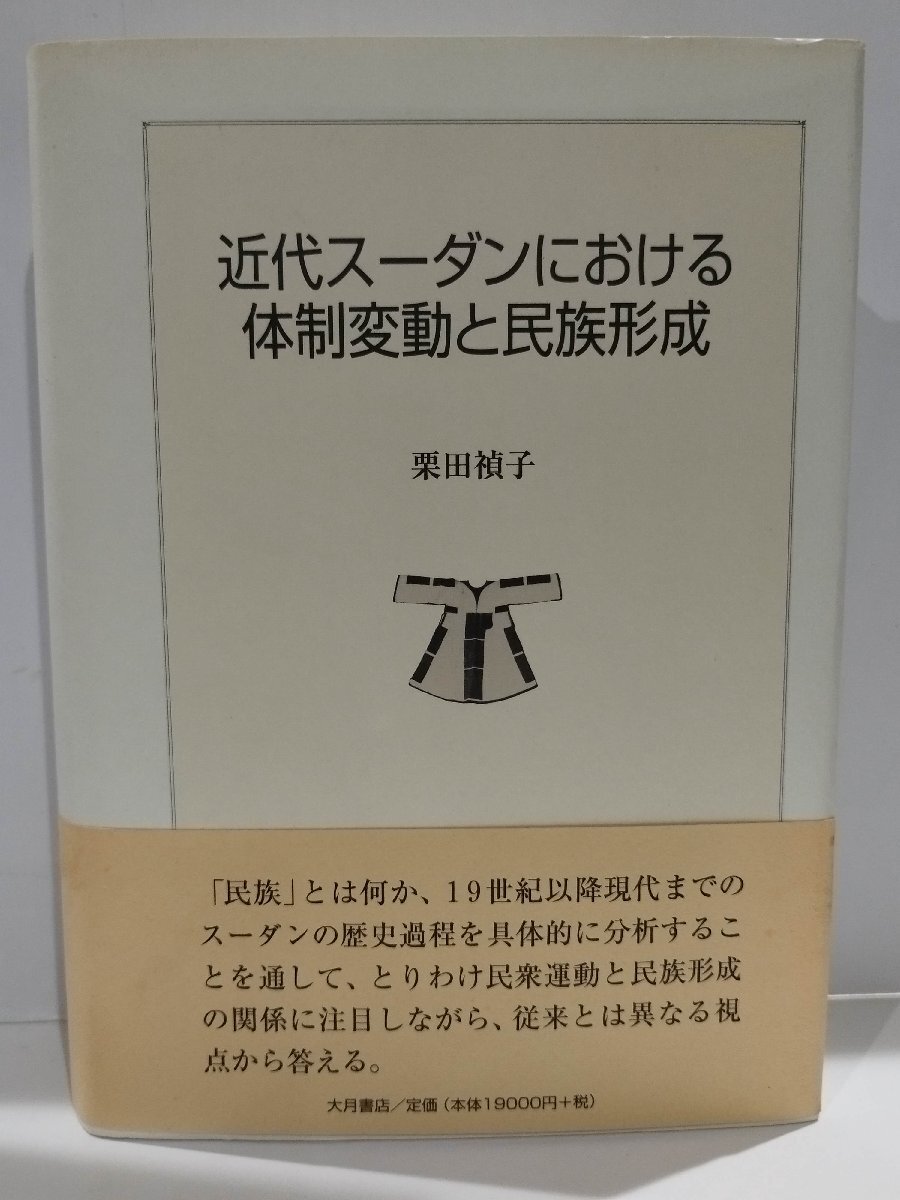 近代スーダンにおける
体制変動と民族形成
栗田禎子
「民族」とは何か、19世紀以降現代までの
スーダンの歴史過程を具体的に分析するこ
とを通して、とりわけ民衆運動と民族形成
の関係に注目しながら、従来とは異なる視
点から答える。
大月書店／定価（本体19000円＋税）